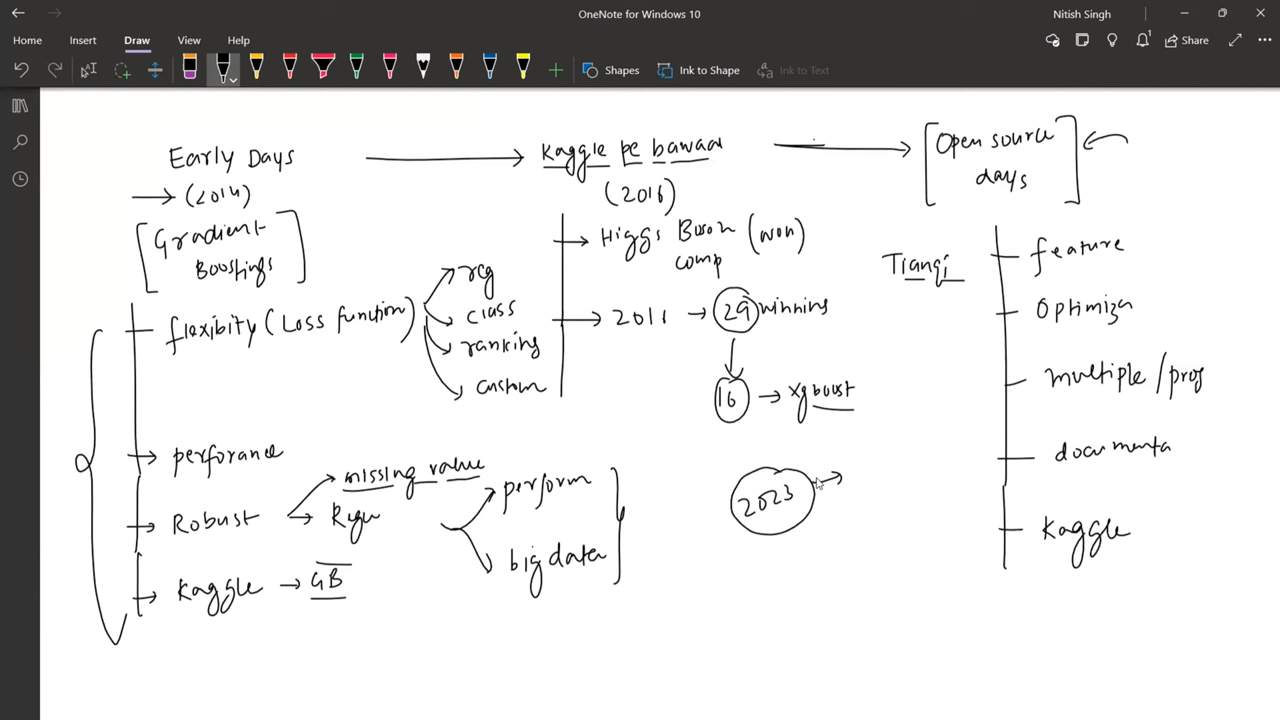 OneNote for Windows 10
Nitish Singh
Home
Insert
Draw
View
Help
Share
Shapes
Ink to Shape
Ink to Text
Early Days
(2014)
[Gradient
Boostings]
flexibity (Loss function)
reg
class
ranking
custom
perforance
Robust
missing value
Regu
perform
big data
Kaggle → GB
Kaggle pe bawaal
(2016)
Higgs Boson (won)
comp
2016 → 29 winnins
16 → xgboost
2023 →
[Open source
days]
Tianqi
feature
Optimiza
multiple/prog
documenta
Kaggle